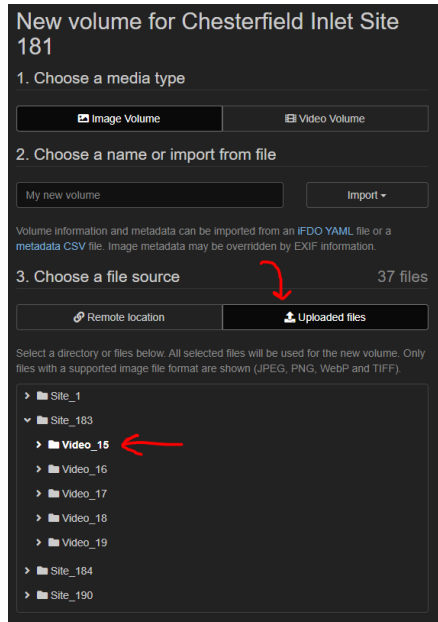 New volume for Chesterfield Inlet Site
181
1. Choose a media type
Image Volume
Video Volume
2. Choose a name or import from file
My new volume
Import
Volume information and metadata can be imported from an iFDO YAML file or a
metadata CSV file. Image metadata may be overridden by EXIF information.
3. Choose a file source
37 files
Remote location
Uploaded files
Select a directory or files below. All selected files will be used for the new volume. Only
files with a supported image file format are shown (JPEG, PNG, WebP and TIFF).
Site_1
Site_183
Video_15
Video_16
Video_17
Video_18
Video_19
Site_184
Site_190